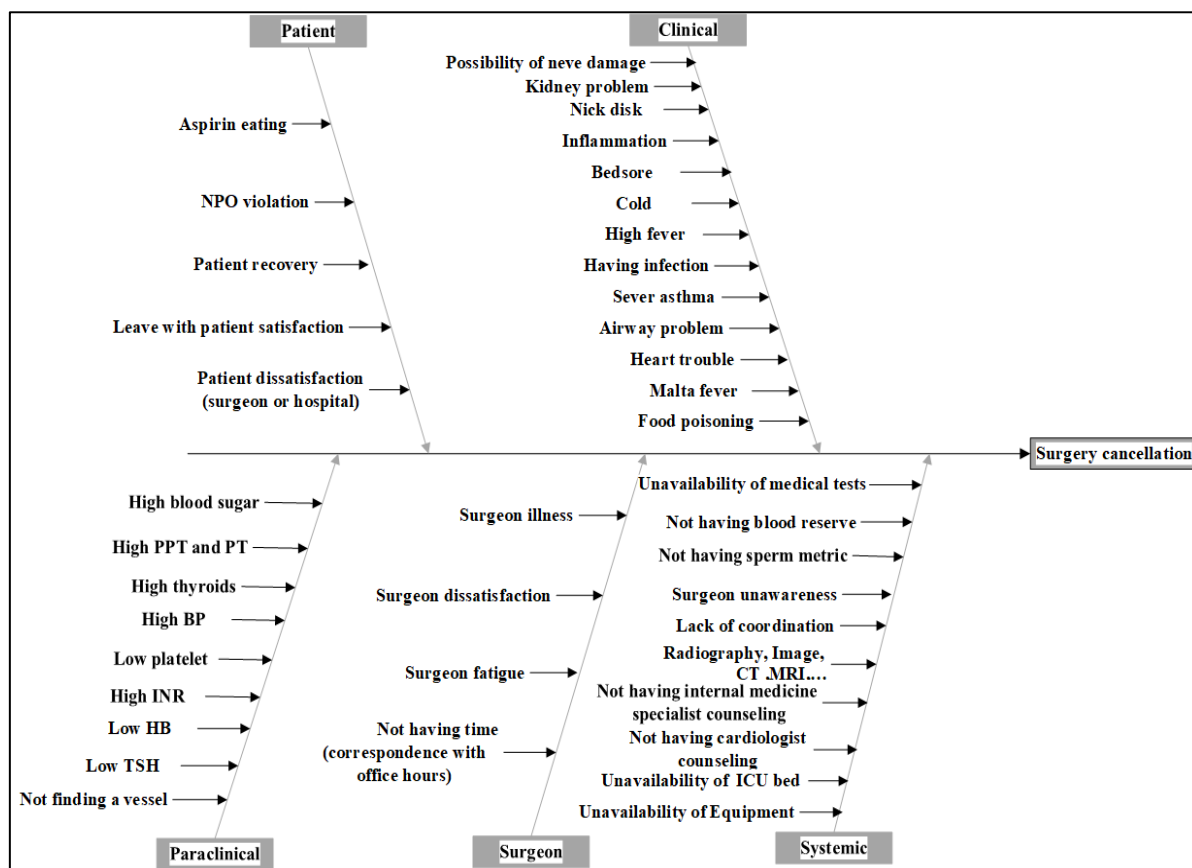 Patient
Aspirin eating
NPO violation
Patient recovery
Leave with patient satisfaction
Patient dissatisfaction
(surgeon or hospital)
Clinical
Possibility of neve damage
Kidney problem
Nick disk
Inflammation
Bedsore
Cold
High fever
Having infection
Sever asthma
Airway problem
Heart trouble
Malta fever
Food poisoning
Surgery cancellation
High blood sugar
High PPT and PT
High thyroids
High BP
Low platelet
High INR
Low HB
Low TSH
Not finding a vessel
Paraclinical
Surgeon illness
Surgeon dissatisfaction
Surgeon fatigue
Not having time
(correspondence with
office hours)
Surgeon
Unavailability of medical tests
Not having blood reserve
Not having sperm metric
Surgeon unawareness
Lack of coordination
Radiography, Image,
CT .MRI.…
Not having internal medicine
specialist counseling
Not having cardiologist
counseling
Unavailability of ICU bed
Unavailability of Equipment
Systemic